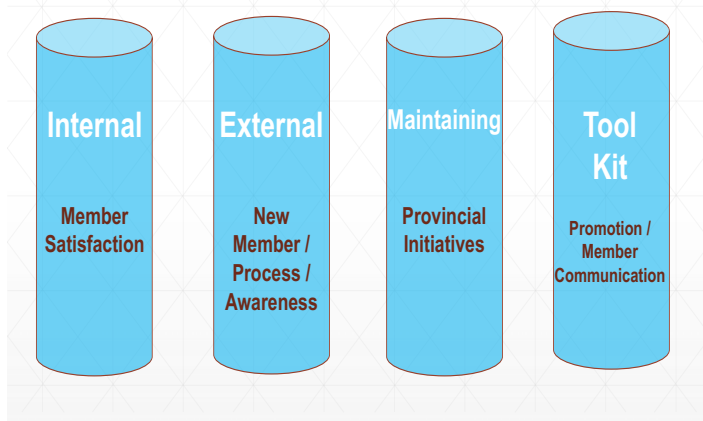 Internal
Member
Satisfaction
External
New
Member /
Process /
Awareness
Maintaining
Provincial
Initiatives
Tool
Kit
Promotion /
Member
Communication